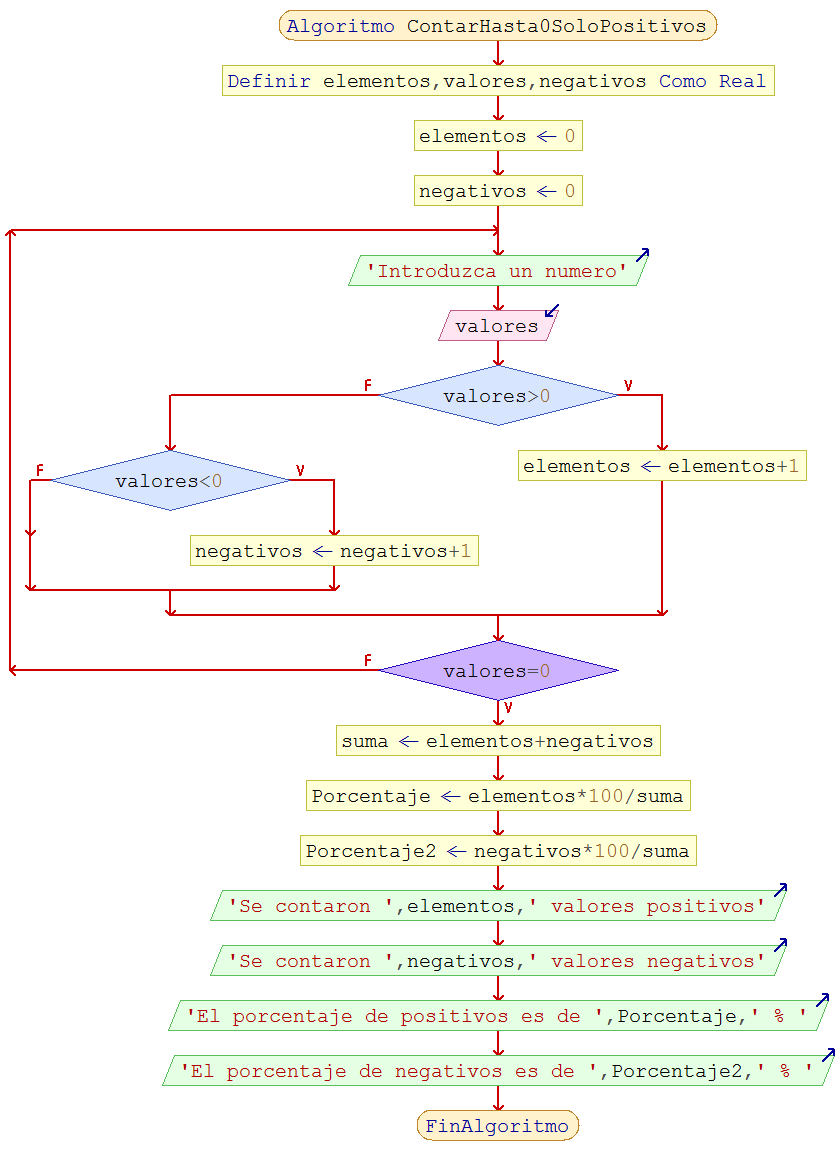 Algoritmo ContarHasta0SoloPositivos
Definir elementos,valores,negativos Como Real
elementos ← 0
negativos ← 0
'Introduzca un numero'
valores
F
valores>0
V
F
valores<0
V
elementos ← elementos+1
negativos ← negativos+1
F
valores=0
V
suma ← elementos+negativos
Porcentaje ← elementos*100/suma
Porcentaje2 ← negativos*100/suma
'Se contaron ',elementos,' valores positivos'
'Se contaron ',negativos,' valores negativos'
'El porcentaje de positivos es de ',Porcentaje,' % '
'El porcentaje de negativos es de ',Porcentaje2,' % '
FinAlgoritmo